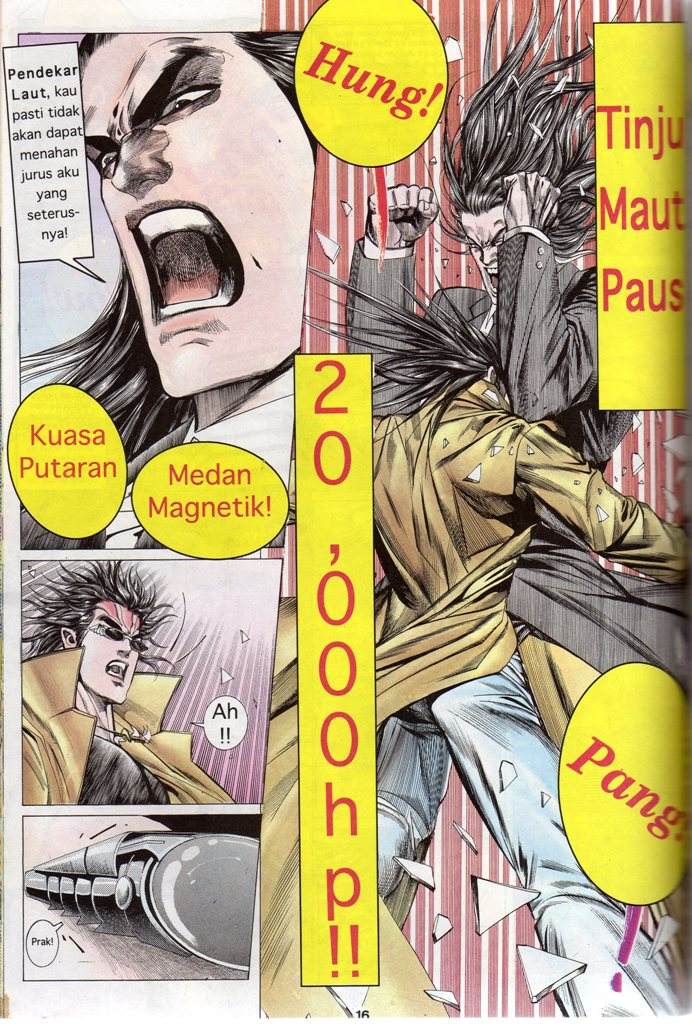 Pendekar
Laut, kau
pasti tidak
akan dapat
menahan
jurus aku
yang
seterus-
nya!
Hung!
Tinju
Maut
Paus
Kuasa
Putaran
Medan
Magnetik!
20,000hp!!
Ah
!!
Prak!
Pang!
16